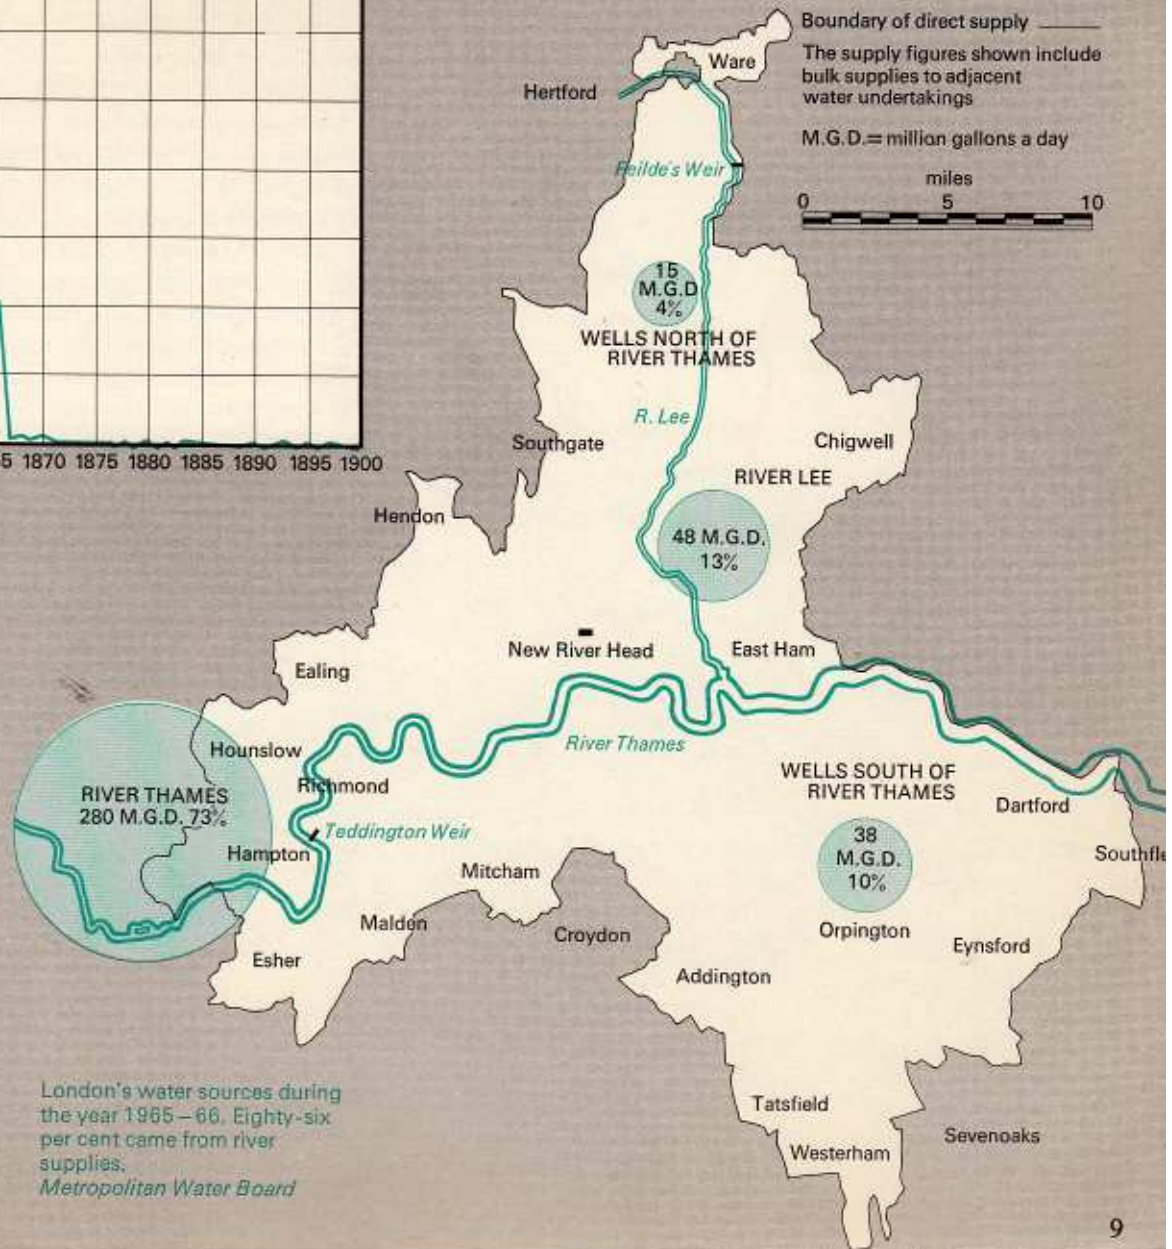 Boundary of direct supply
The supply figures shown include
bulk supplies to adjacent
water undertakings
M.G.D.= million gallons a day
miles
0 5 10
Ware
Hertford
Feilde's Weir
15
M.G.D
4%
WELLS NORTH OF
RIVER THAMES
R. Lee
Southgate
Chigwell
RIVER LEE
1870 1875 1880 1885 1890 1895 1900
Hendon
48 M.G.D.
13%
New River Head
East Ham
Ealing
Hounslow
River Thames
Richmond
RIVER THAMES
280 M.G.D. 73%
WELLS SOUTH OF
RIVER THAMES
Dartford
Teddington Weir
Hampton
38
M.G.D.
10%
Mitcham
Malden
Croydon
Orpington
Eynsford
Esher
Addington
London's water sources during
the year 1965–66. Eighty-six
per cent came from river
supplies.
Metropolitan Water Board
Tatsfield
Sevenoaks
Westerham
9